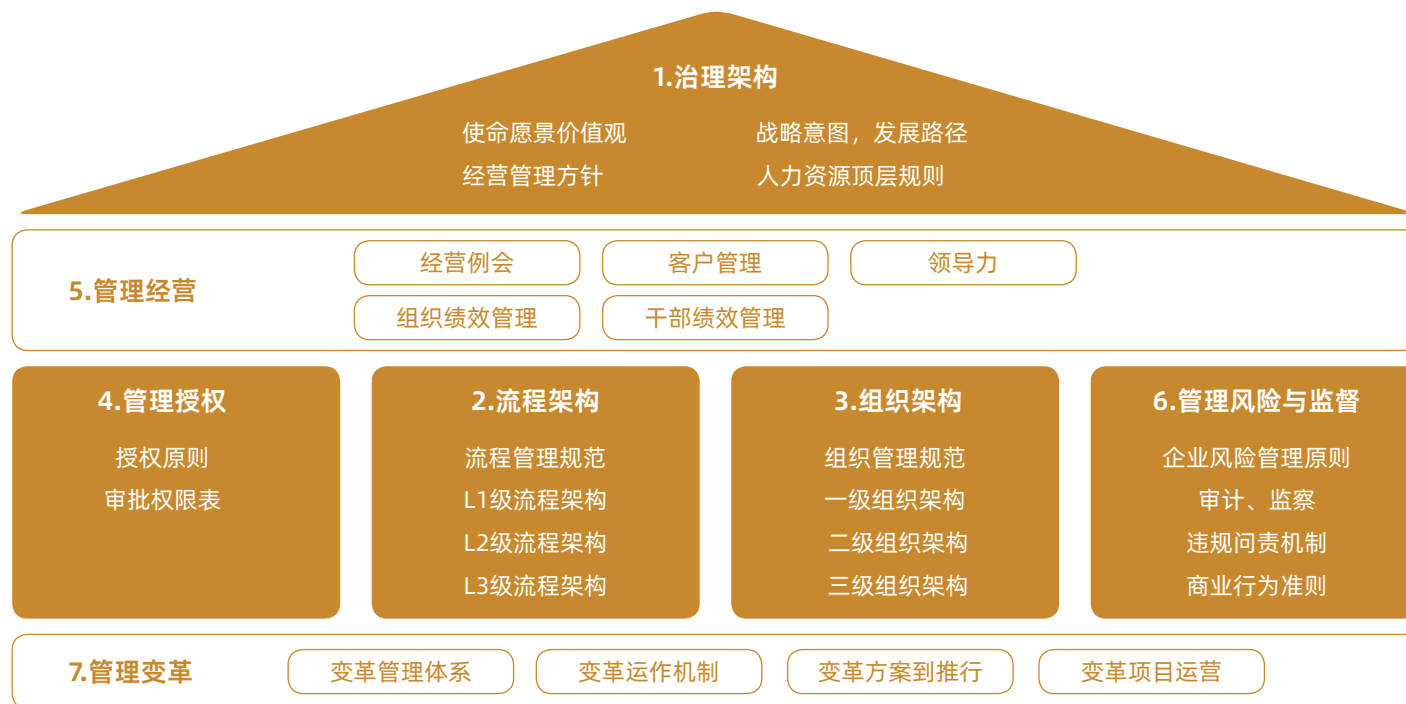 1.治理架构
使命愿景价值观
战略意图，发展路径
经营管理方针
人力资源顶层规则
5.管理经营
经营例会
客户管理
领导力
组织绩效管理
干部绩效管理
4.管理授权
授权原则
审批权限表
2.流程架构
流程管理规范
L1级流程架构
L2级流程架构
L3级流程架构
3.组织架构
组织管理规范
一级组织架构
二级组织架构
三级组织架构
6.管理风险与监督
企业风险管理原则
审计、监察
违规问责机制
商业行为准则
7.管理变革
变革管理体系
变革运作机制
变革方案到推行
变革项目运营